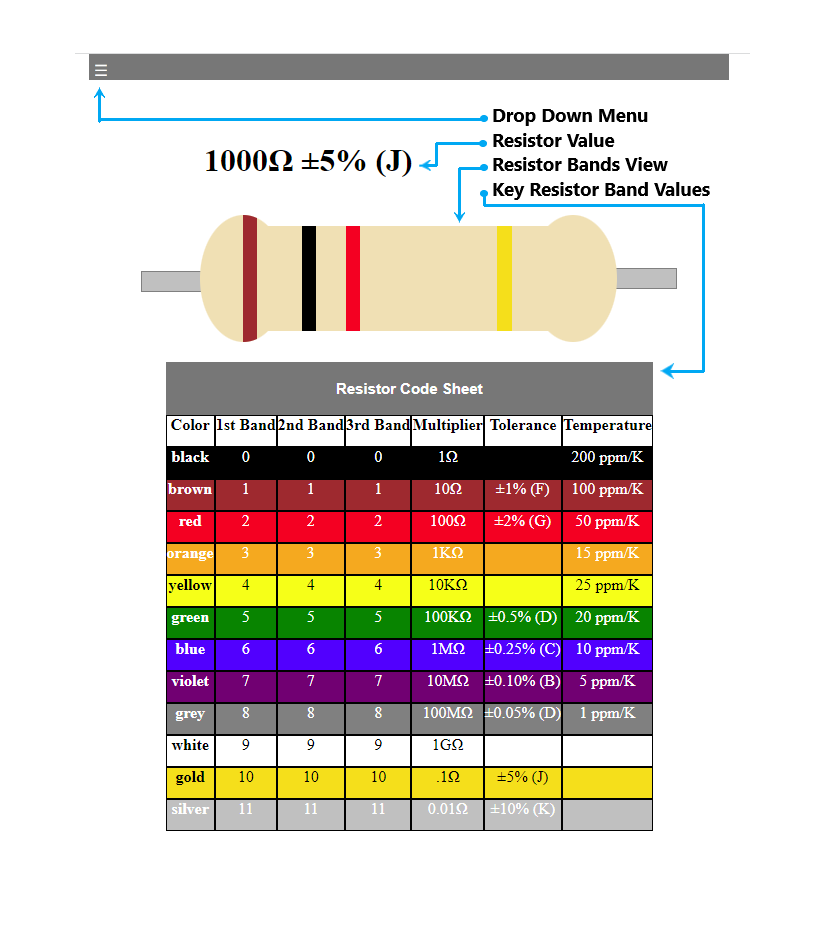 ☰
Drop Down Menu
Resistor Value
1000Ω ±5% (J)
Resistor Bands View
Key Resistor Band Values
Resistor Code Sheet
Color 1st Band 2nd Band 3rd Band Multiplier Tolerance Temperature
black 0 0 0 1Ω 200 ppm/K
brown 1 1 1 10Ω ±1% (F) 100 ppm/K
red 2 2 2 100Ω ±2% (G) 50 ppm/K
orange 3 3 3 1KΩ 15 ppm/K
yellow 4 4 4 10KΩ 25 ppm/K
green 5 5 5 100KΩ ±0.5% (D) 20 ppm/K
blue 6 6 6 1MΩ ±0.25% (C) 10 ppm/K
violet 7 7 7 10MΩ ±0.10% (B) 5 ppm/K
grey 8 8 8 100MΩ ±0.05% (D) 1 ppm/K
white 9 9 9 1GΩ
gold 10 10 10 .1Ω ±5% (J)
silver 11 11 11 0.01Ω ±10% (K)